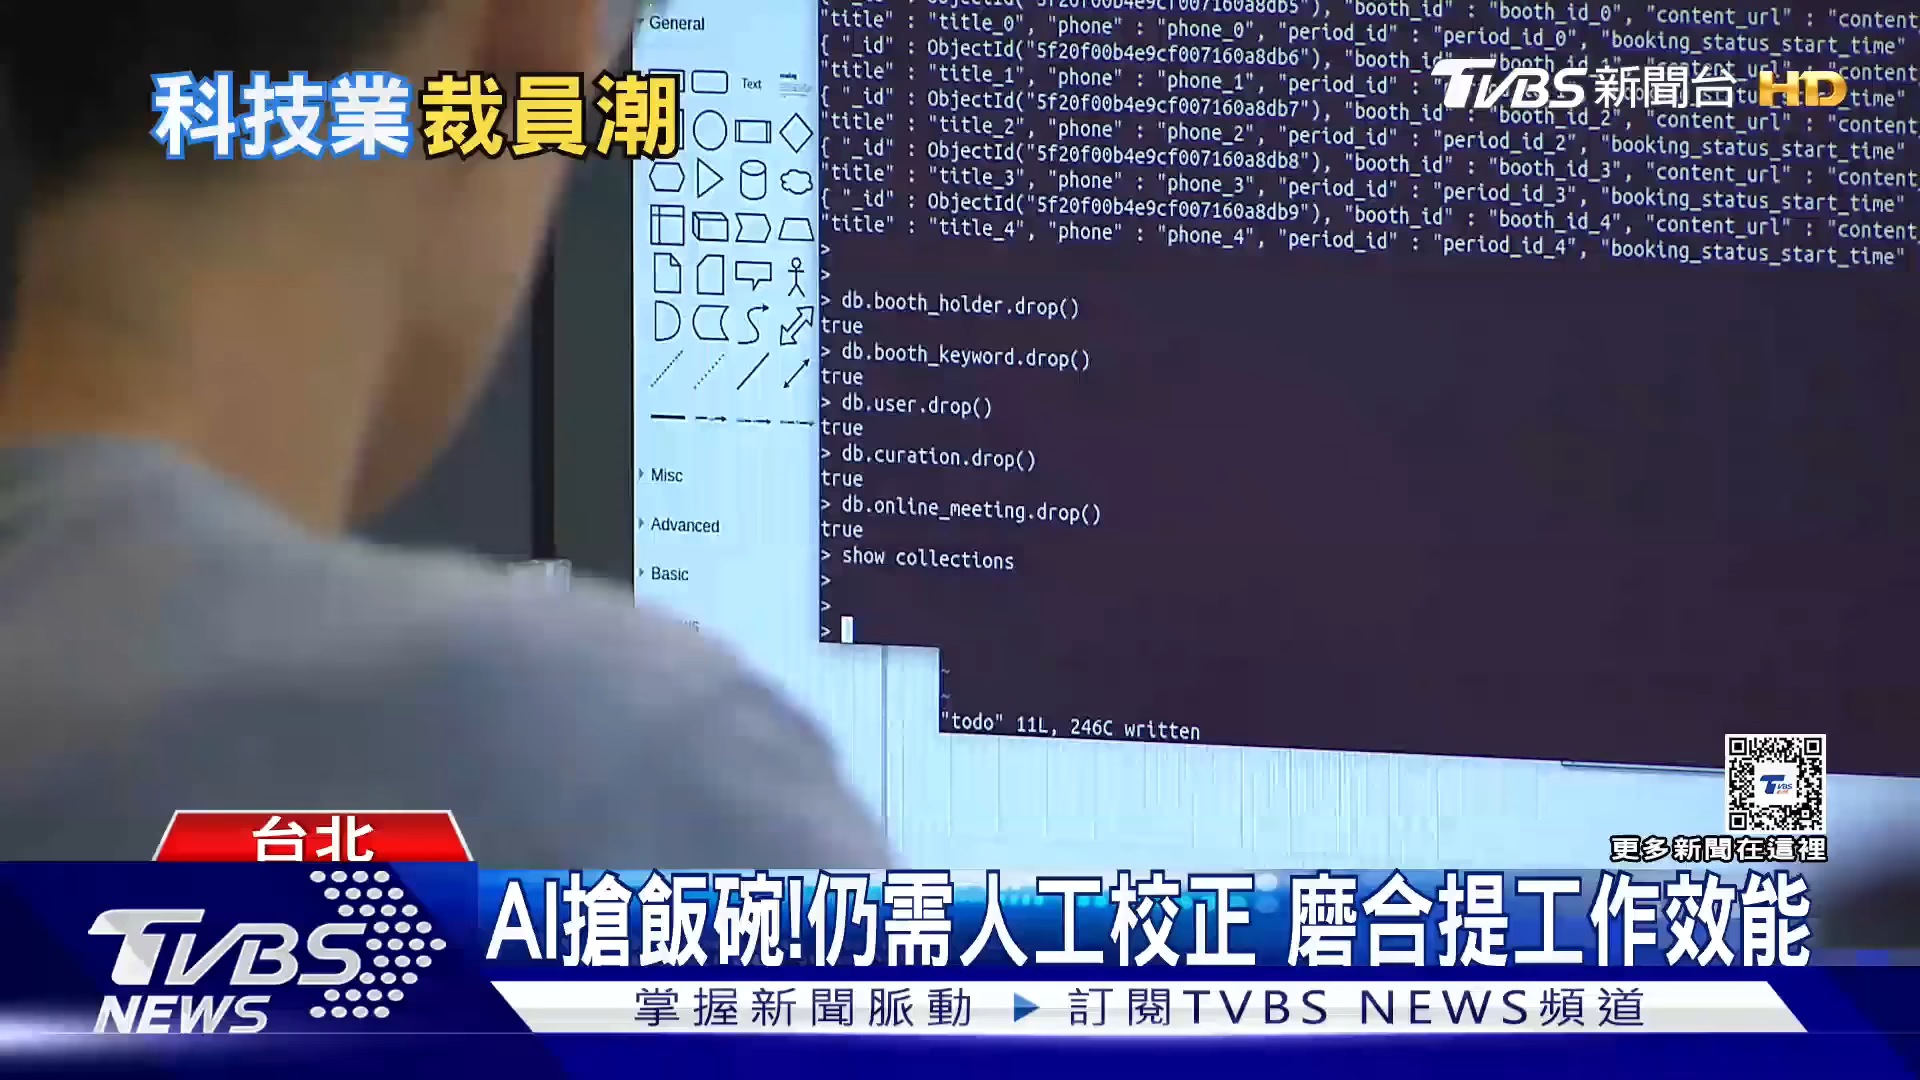 General
Text
科技業裁員潮
TVBS新聞台 HD
5f20f00b4e9cf007160a8db5"), "booth_id" : "booth_id_0", "content_url" : "content
"title" : "title_0", "phone" : "phone_0", "period_id" : "period_id_0", "booking_status_start_time"
{ "_id" : ObjectId("5f20f00b4e9cf007160a8db6"), "booth_id" :
"title" : "title_1", "phone" : "phone_1", "period_id" :
{ "_id" : ObjectId("5f20f00b4e9cf007160a8db7"), "booth_id" : "booth_id_2", "content_url" : "content
"title" : "title_2", "phone" : "phone_2", "period_id" : "period_id_2", "booking_status_start_time"
{ "_id" : ObjectId("5f20f00b4e9cf007160a8db8"), "booth_id" : "booth_id_3", "content_url" : "content
"title" : "title_3", "phone" : "phone_3", "period_id" : "period_id_3", "booking_status_start_time"
{ "_id" : ObjectId("5f20f00b4e9cf007160a8db9"), "booth_id" : "booth_id_4", "content_url" : "content
"title" : "title_4", "phone" : "phone_4", "period_id" : "period_id_4", "booking_status_start_time"
>
>
> db.booth_holder.drop()
true
> db.booth_keyword.drop()
true
> db.user.drop()
true
> db.curation.drop()
true
> db.online_meeting.drop()
true
> show collections
>
>
>
Misc
Advanced
Basic
~
~
"todo" 11L, 246C written
TVBS
更多新聞在這裡
台北
AI搶飯碗!仍需人工校正 磨合提工作效能
TVBS NEWS
掌握新聞脈動 ▶ 訂閱TVBS NEWS頻道